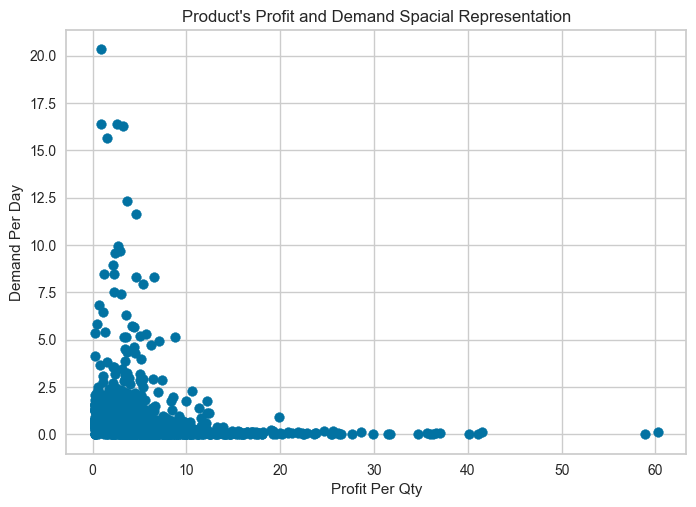 Product's Profit and Demand Spacial Representation
20.0
17.5
15.0
12.5
10.0
7.5
5.0
2.5
0.0
Demand Per Day
0 10 20 30 40 50 60
Profit Per Qty